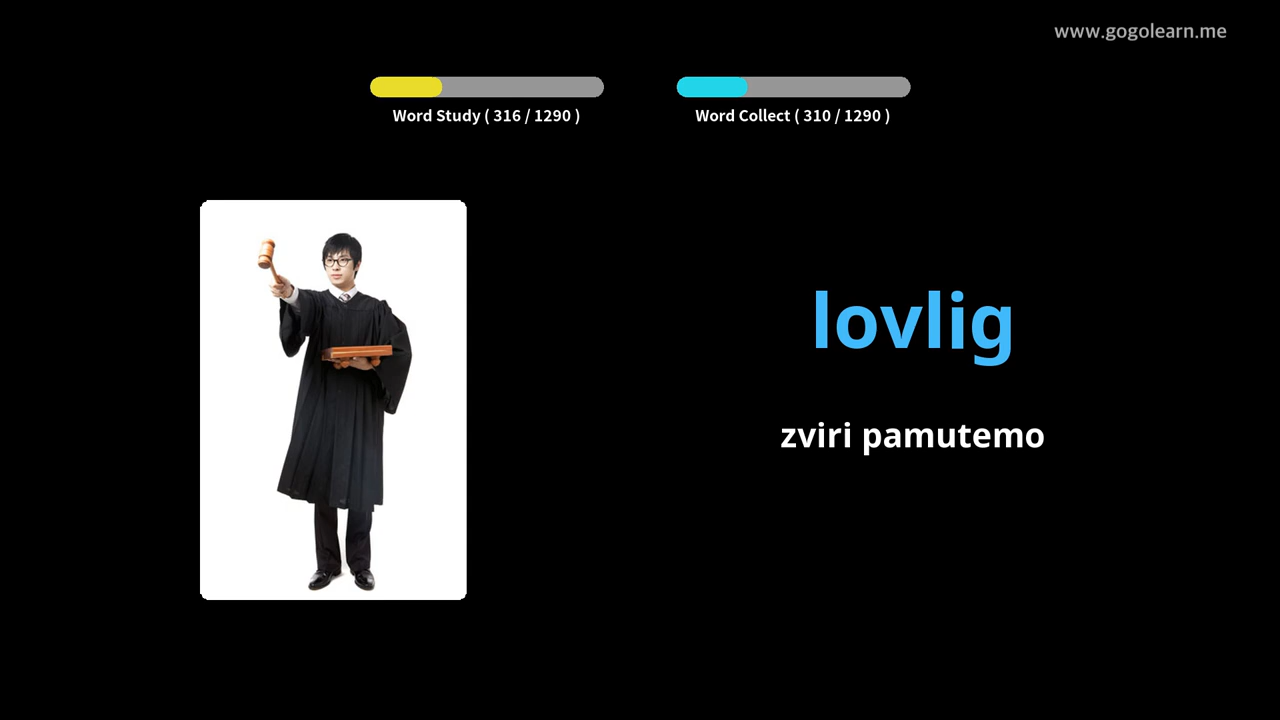 www.gogolearn.me
Word Study ( 316 / 1290 )
Word Collect ( 310 / 1290 )
lovlig
zviri pamutemo